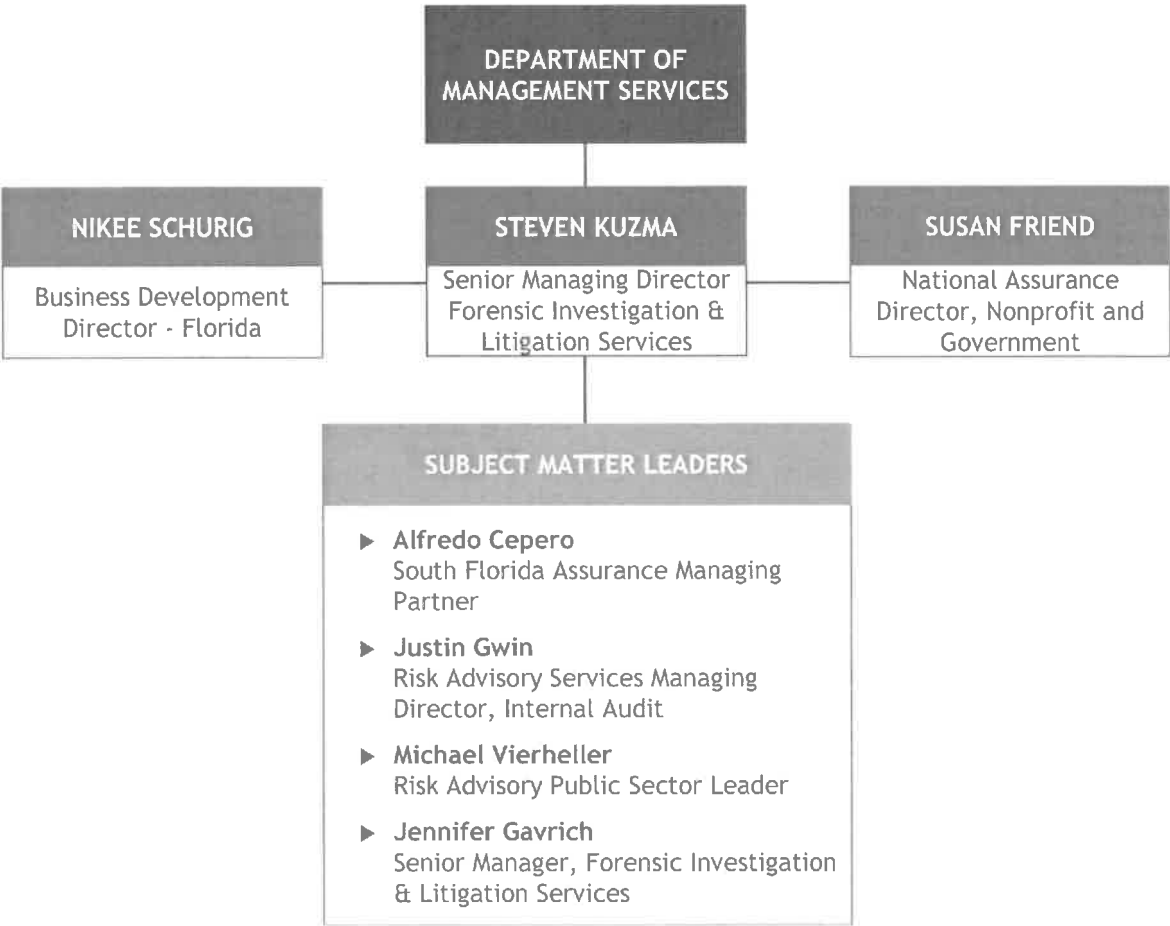 DEPARTMENT OF
MANAGEMENT SERVICES
NIKEE SCHURIG
Business Development
Director - Florida
STEVEN KUZMA
Senior Managing Director
Forensic Investigation &
Litigation Services
SUSAN FRIEND
National Assurance
Director, Nonprofit and
Government
SUBJECT MATTER LEADERS
▶ Alfredo Cepero
South Florida Assurance Managing
Partner
▶ Justin Gwin
Risk Advisory Services Managing
Director, Internal Audit
▶ Michael Vierheller
Risk Advisory Public Sector Leader
▶ Jennifer Gavrich
Senior Manager, Forensic Investigation
& Litigation Services